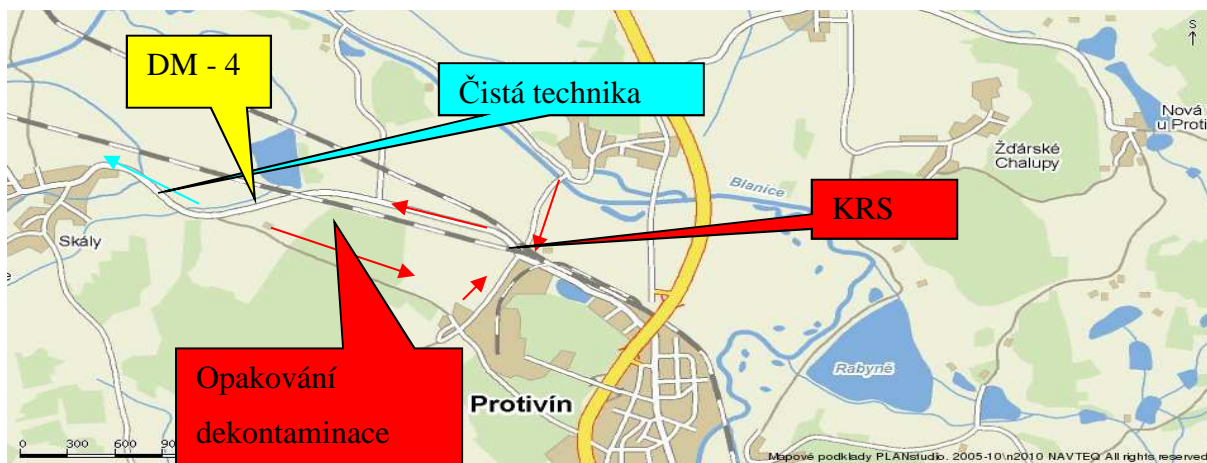 DM - 4
Čistá technika
S
Nová
u Proti
Žďárské
Chalupy
Blanice
KRS
Skály
Opakování
dekontaminace
Protivín
Rabyně
0 300 600 90
Mapové podklady PLANstudio. 2005-10\n2010 NAVTEQ All rights reserved